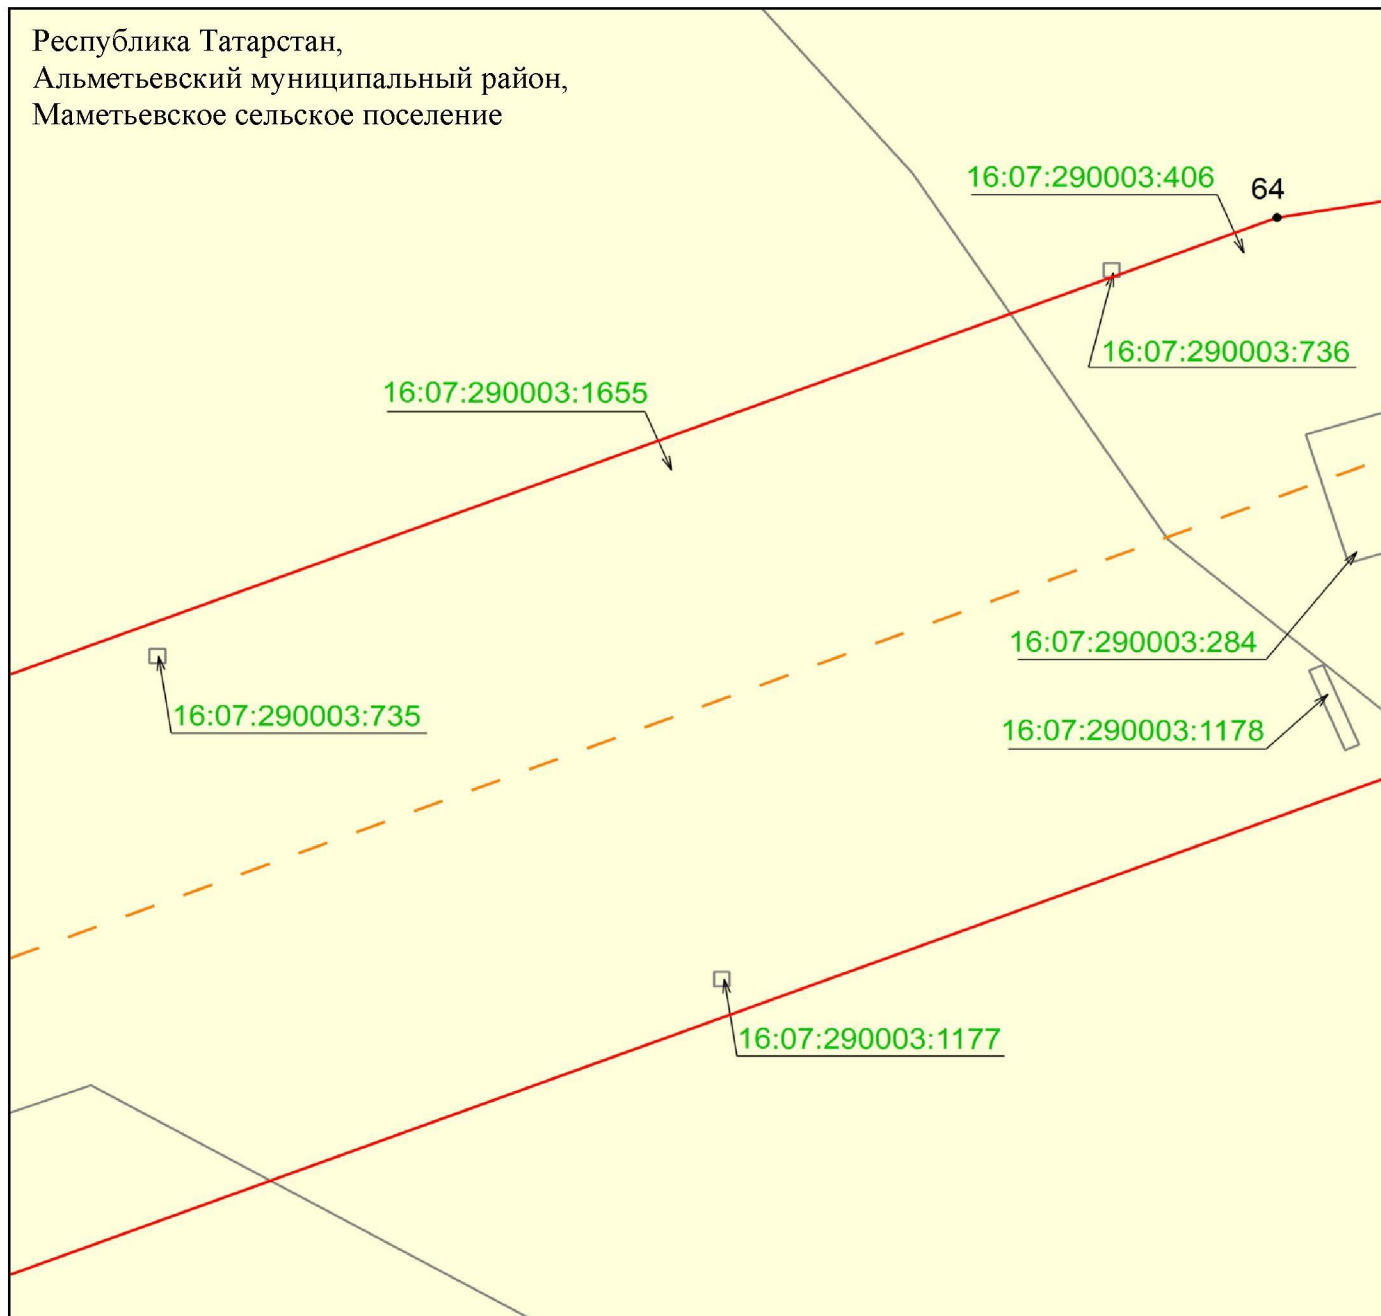 Республика Татарстан,
Альметьевский муниципальный район,
Маметьевское сельское поселение
16:07:290003:406
64
16:07:290003:736
16:07:290003:1655
16:07:290003:284
16:07:290003:735
16:07:290003:1178
16:07:290003:1177